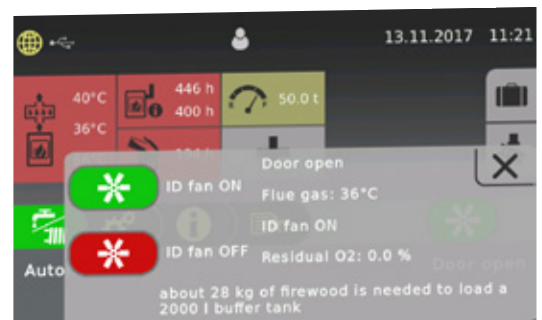 13.11.2017 11:21
40°C
446 h
400 h
50.0 t
36°C
Door open
ID fan ON
Flue gas: 36°C
ID fan ON
ID fan OFF
Residual O2: 0.0 %
Auto
Door open
about 28 kg of firewood is needed to load a
2000 l buffer tank